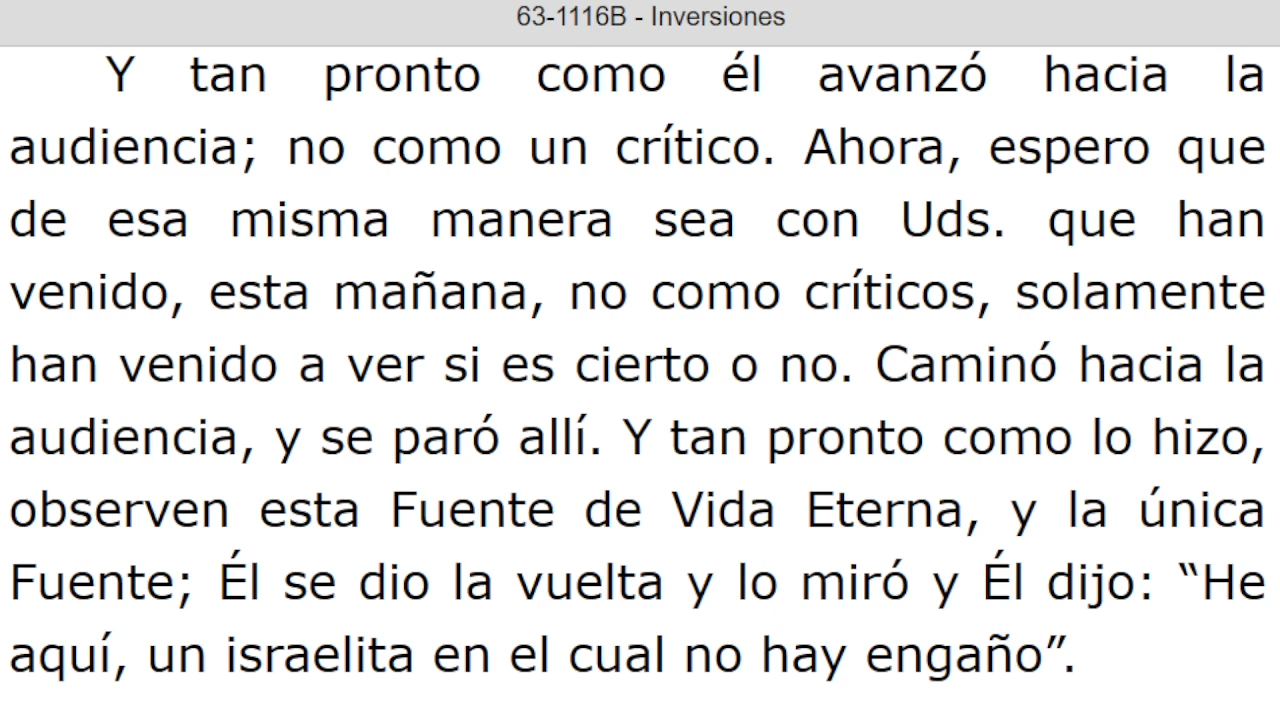 63-1116B - Inversiones
Y tan pronto como él avanzó hacia la
audiencia; no como un crítico. Ahora, espero que
de esa misma manera sea con Uds. que han
venido, esta mañana, no como críticos, solamente
han venido a ver si es cierto o no. Caminó hacia la
audiencia, y se paró allí. Y tan pronto como lo hizo,
observen esta Fuente de Vida Eterna, y la única
Fuente; Él se dio la vuelta y lo miró y Él dijo: “He
aquí, un israelita en el cual no hay engaño”.